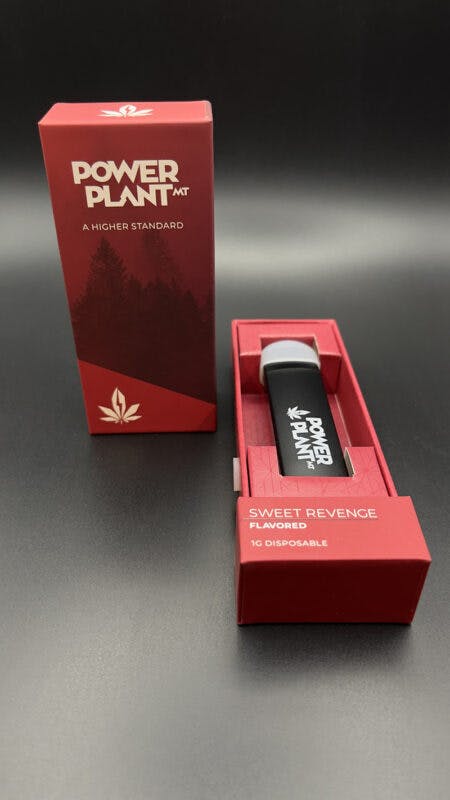 POWER
PLANT MT
A HIGHER STANDARD
POWER
PLANT MT
SWEET REVENGE
FLAVORED
1G DISPOSABLE